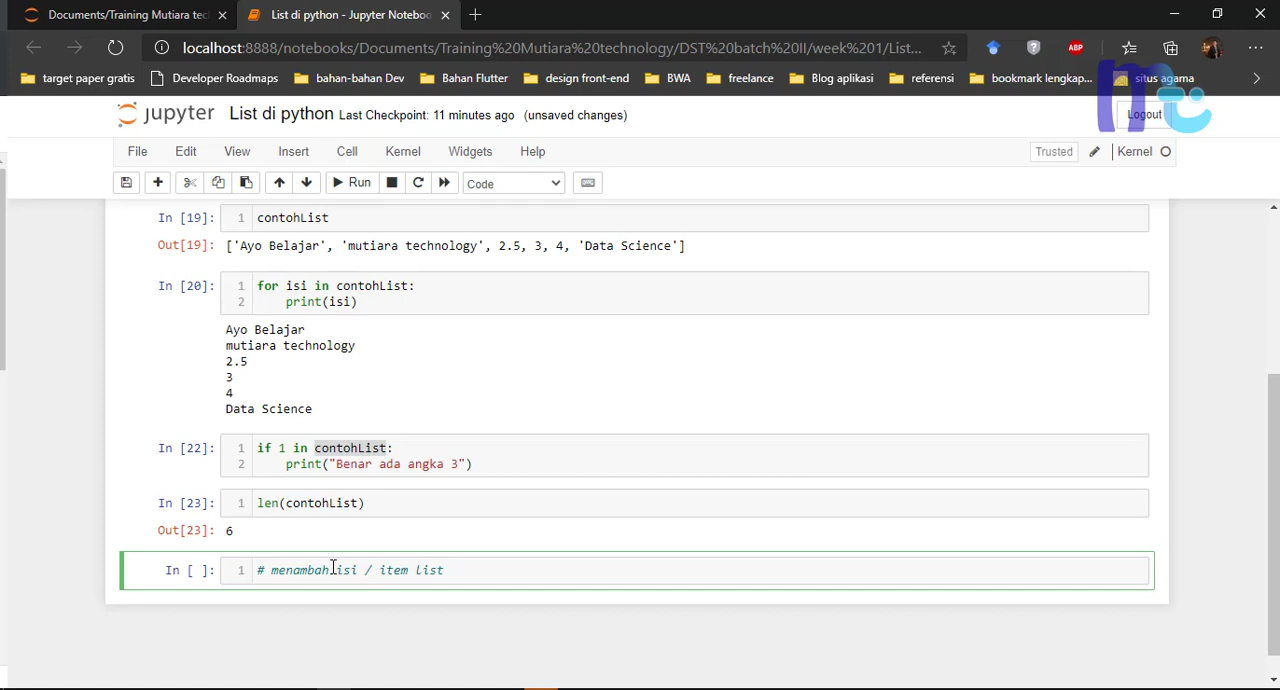 Documents/Training Mutiara tec
List di python - Jupyter Noteboo
localhost:8888/notebooks/Documents/Training%20Mutiara%20technology/DST%20batch%20II/week%201/List...
ABP
target paper gratis
Developer Roadmaps
bahan-bahan Dev
Bahan Flutter
design front-end
BWA
freelance
Blog aplikasi
referensi
bookmark lengkap...
situs agama
jupyter
List di python Last Checkpoint: 11 minutes ago (unsaved changes)
Logout
File Edit View Insert Cell Kernel Widgets Help
Trusted
Kernel
Run
Code
In [19]: 1 contohList
Out[19]: ['Ayo Belajar', 'mutiara technology', 2.5, 3, 4, 'Data Science']
In [20]: 1 for isi in contohList:
2 print(isi)
Ayo Belajar
mutiara technology
2.5
3
4
Data Science
In [22]: 1 if 1 in contohList:
2 print("Benar ada angka 3")
In [23]: 1 len(contohList)
Out[23]: 6
In [ ]: 1 # menambah isi / item List